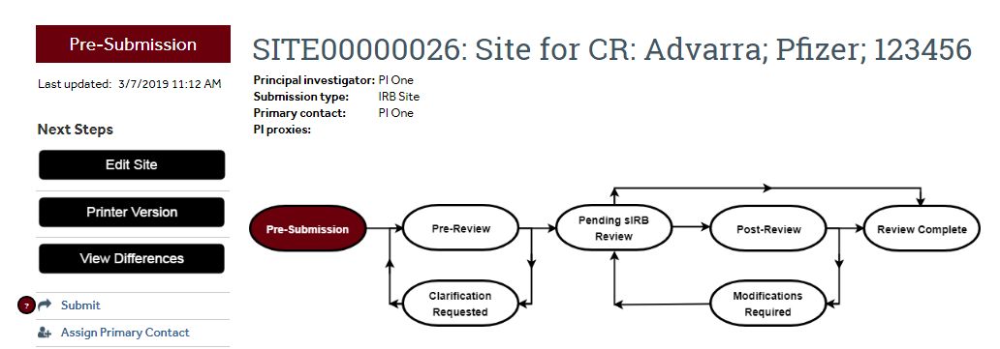 Pre-Submission
SITE00000026: Site for CR: Advarra; Pfizer; 123456
Last updated: 3/7/2019 11:12 AM
Principal investigator: PI One
Submission type: IRB Site
Primary contact: PI One
PI proxies:
Next Steps
Edit Site
Printer Version
View Differences
? Submit
Assign Primary Contact
Pre-Submission
Pre-Review
Pending sIRB
Review
Post-Review
Review Complete
Clarification
Requested
Modifications
Required